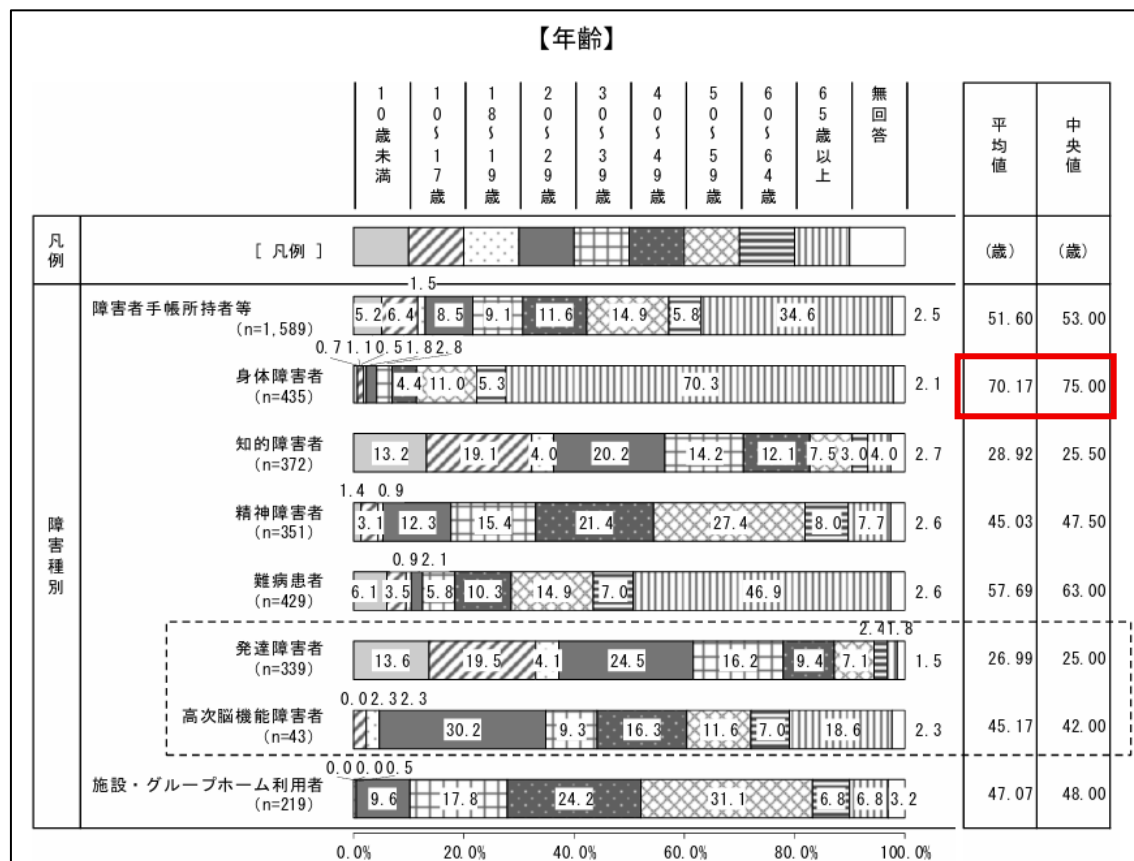 【年齢】
10歳未満
10〜17歳
18〜19歳
20〜29歳
30〜39歳
40〜49歳
50〜59歳
60〜64歳
65歳以上
無回答
平均値
中央値
凡例
[ 凡例 ]
(歳)
(歳)
障害種別
1.5
障害者手帳所持者等
(n=1,589)
5.2 6.4 8.5 9.1 11.6 14.9 5.8 34.6 2.5 51.60 53.00
0.7 1.1 0.5 1.8 2.8
身体障害者
(n=435)
4.4 11.0 5.3 70.3 2.1 70.17 75.00
知的障害者
(n=372)
13.2 19.1 4.0 20.2 14.2 12.1 7.5 3.0 4.0 2.7 28.92 25.50
1.4 0.9
精神障害者
(n=351)
3.1 12.3 15.4 21.4 27.4 8.0 7.7 2.6 45.03 47.50
0.9 2.1
難病患者
(n=429)
6.1 3.5 5.8 10.3 14.9 7.0 46.9 2.6 57.69 63.00
2.4 1.8
発達障害者
(n=339)
13.6 19.5 4.1 24.5 16.2 9.4 7.1 1.5 26.99 25.00
0.0 2.3 2.3
高次脳機能障害者
(n=43)
30.2 9.3 16.3 11.6 7.0 18.6 2.3 45.17 42.00
0.0 0.0 0.5
施設・グループホーム利用者
(n=219)
9.6 17.8 24.2 31.1 6.8 6.8 3.2 47.07 48.00
0.0% 20.0% 40.0% 60.0% 80.0% 100.0%